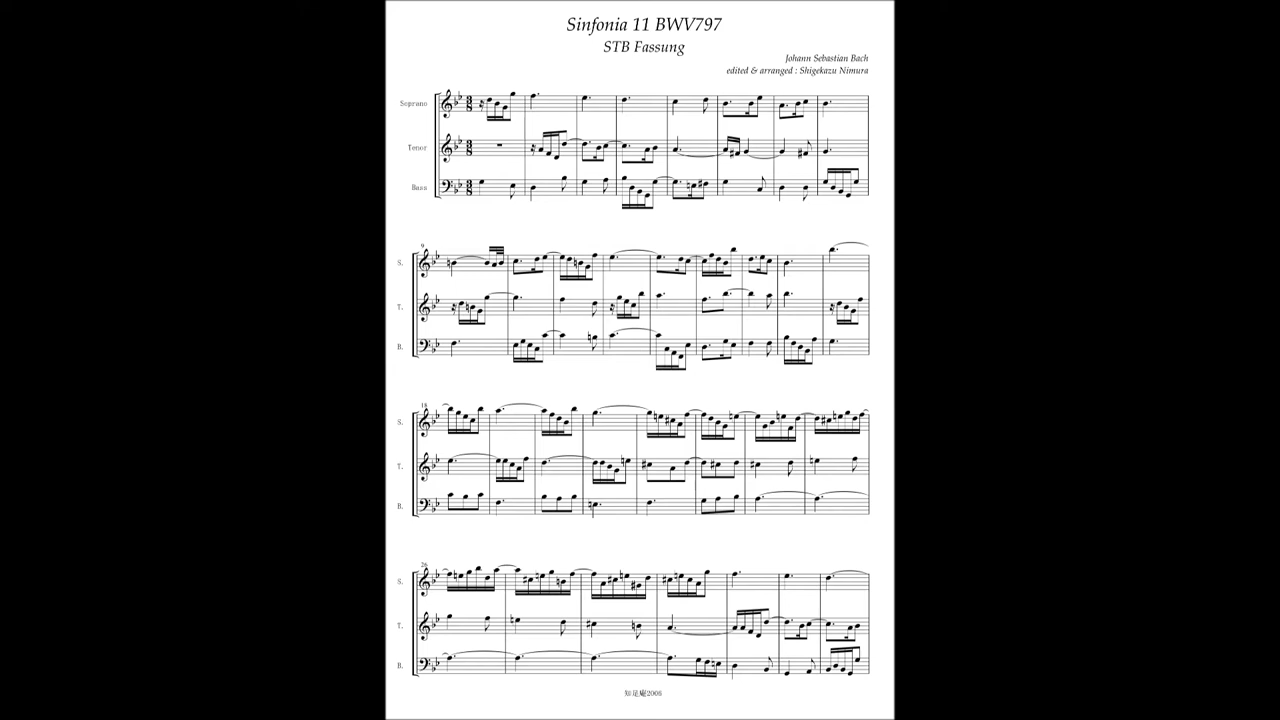 Sinfonia 11 BWV797
STB Fassung
Johann Sebastian Bach
edited & arranged : Shigekazu Nimura
Soprano
Tenor
Bass
9
S.
T.
B.
18
S.
T.
B.
26
S.
T.
B.
知足庵2006